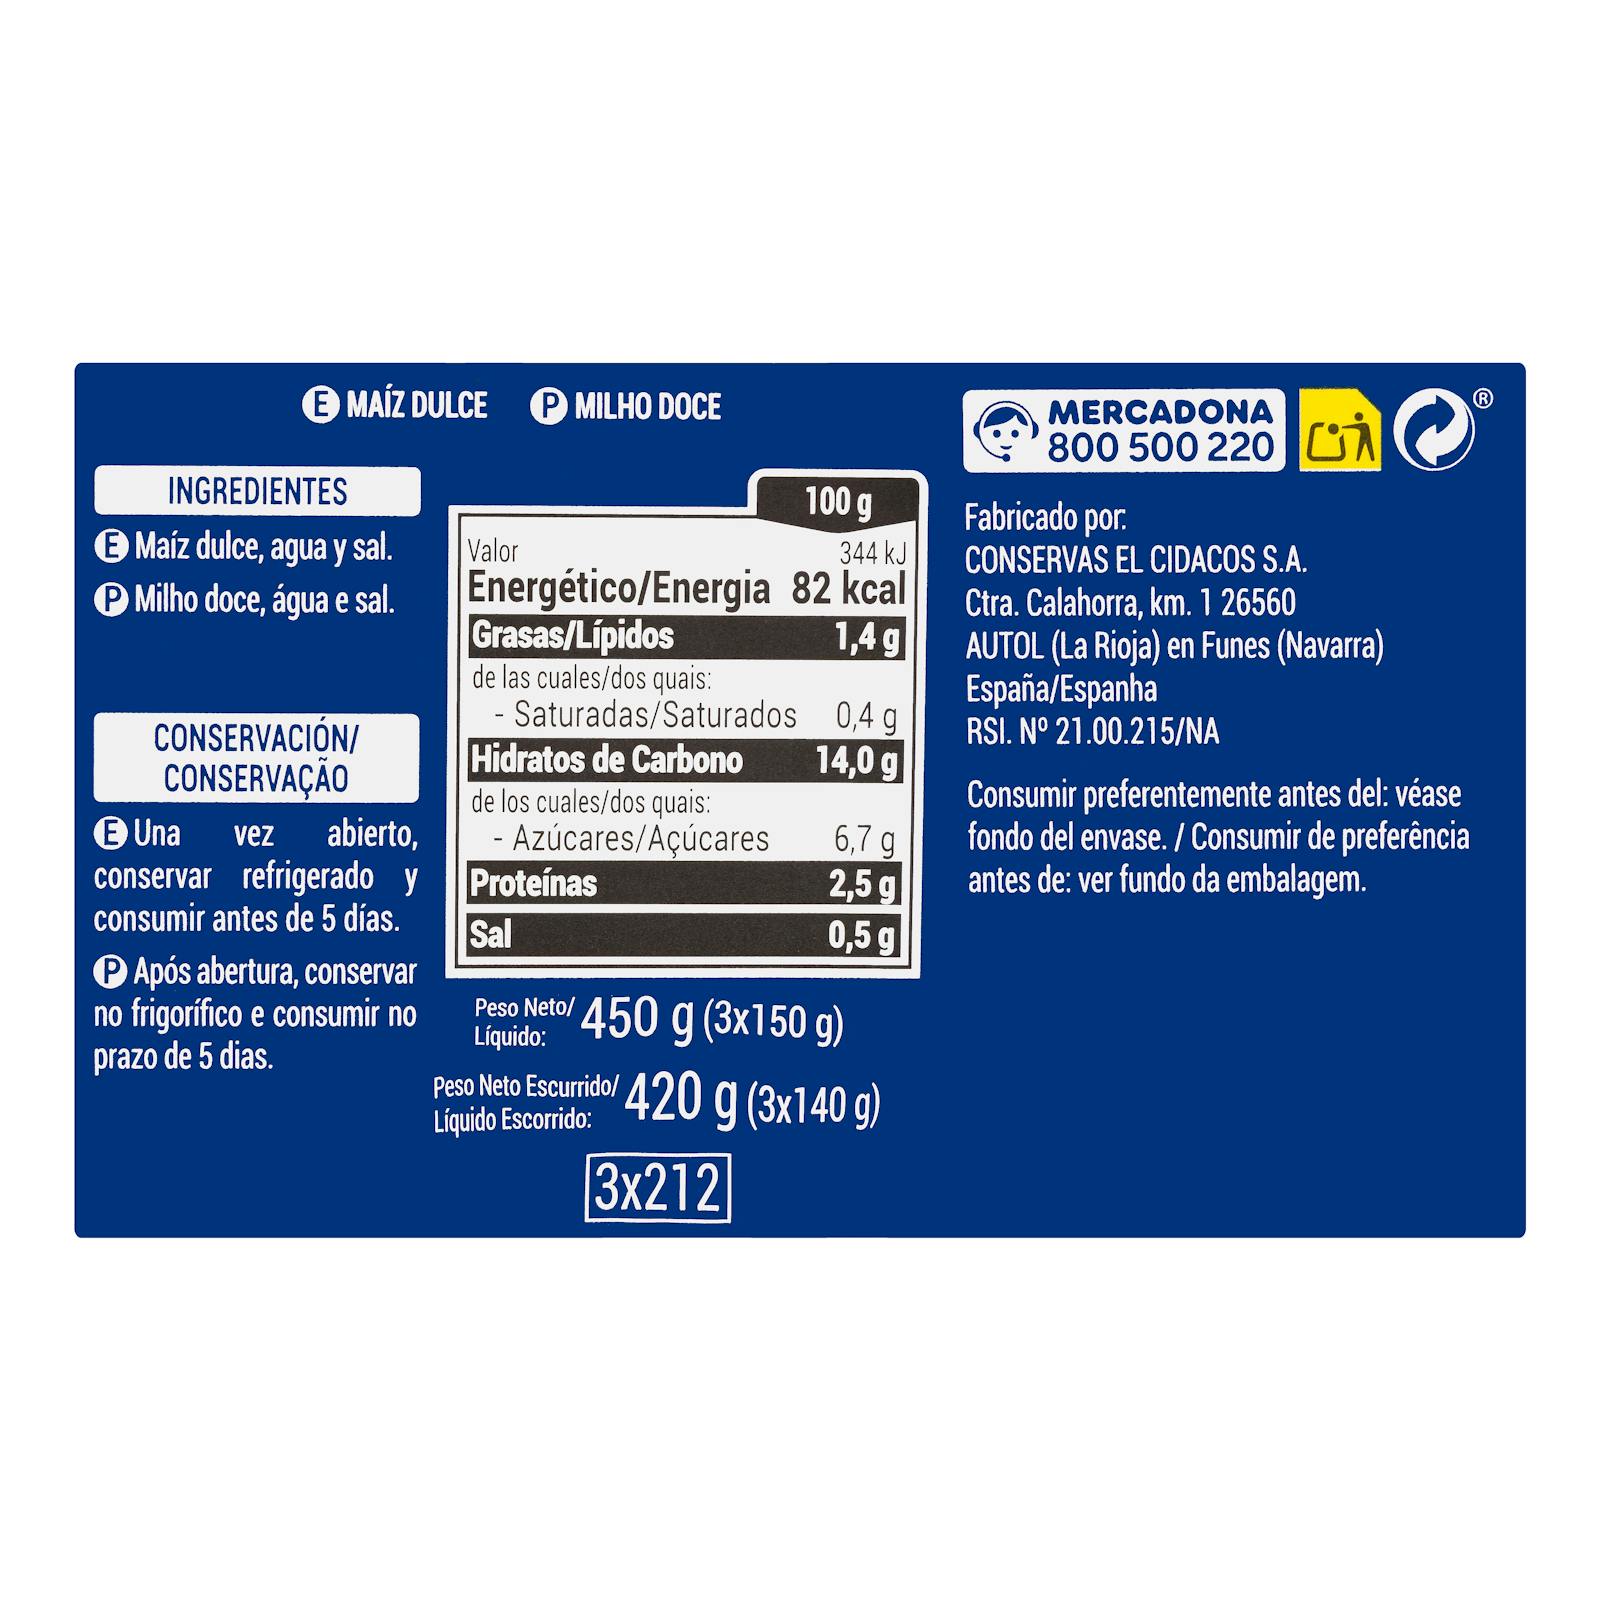 E MAÍZ DULCE P MILHO DOCE
INGREDIENTES
E Maíz dulce, agua y sal.
P Milho doce, água e sal.
CONSERVACIÓN/
CONSERVAÇÃO
E Una vez abierto,
conservar refrigerado y
consumir antes de 5 días.
P Após abertura, conservar
no frigorífico e consumir no
prazo de 5 dias.
100 g
Valor 344 kJ
Energético/Energia 82 kcal
Grasas/Lípidos 1,4 g
de las cuales/dos quais:
- Saturadas/Saturados 0,4 g
Hidratos de Carbono 14,0 g
de los cuales/dos quais:
- Azúcares/Açúcares 6,7 g
Proteínas 2,5 g
Sal 0,5 g
Peso Neto/
Líquido: 450 g (3x150 g)
Peso Neto Escurrido/
Líquido Escorrido: 420 g (3x140 g)
3x212
MERCADONA
800 500 220
®
Fabricado por:
CONSERVAS EL CIDACOS S.A.
Ctra. Calahorra, km. 1 26560
AUTOL (La Rioja) en Funes (Navarra)
España/Espanha
RSI. Nº 21.00.215/NA
Consumir preferentemente antes del: véase
fondo del envase. / Consumir de preferência
antes de: ver fundo da embalagem.